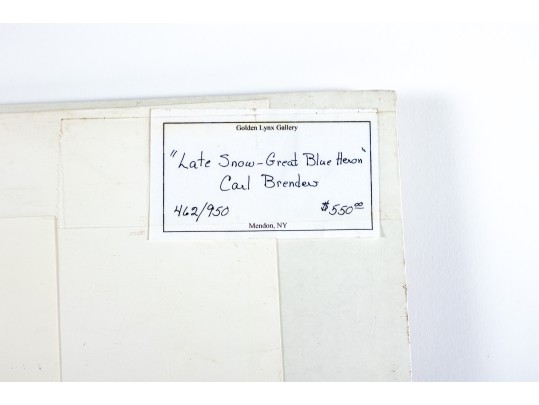 Golden Lynx Gallery
"Late Snow - Great Blue Heron"
Carl Brenders
462/950 $550.00
Mendon, NY